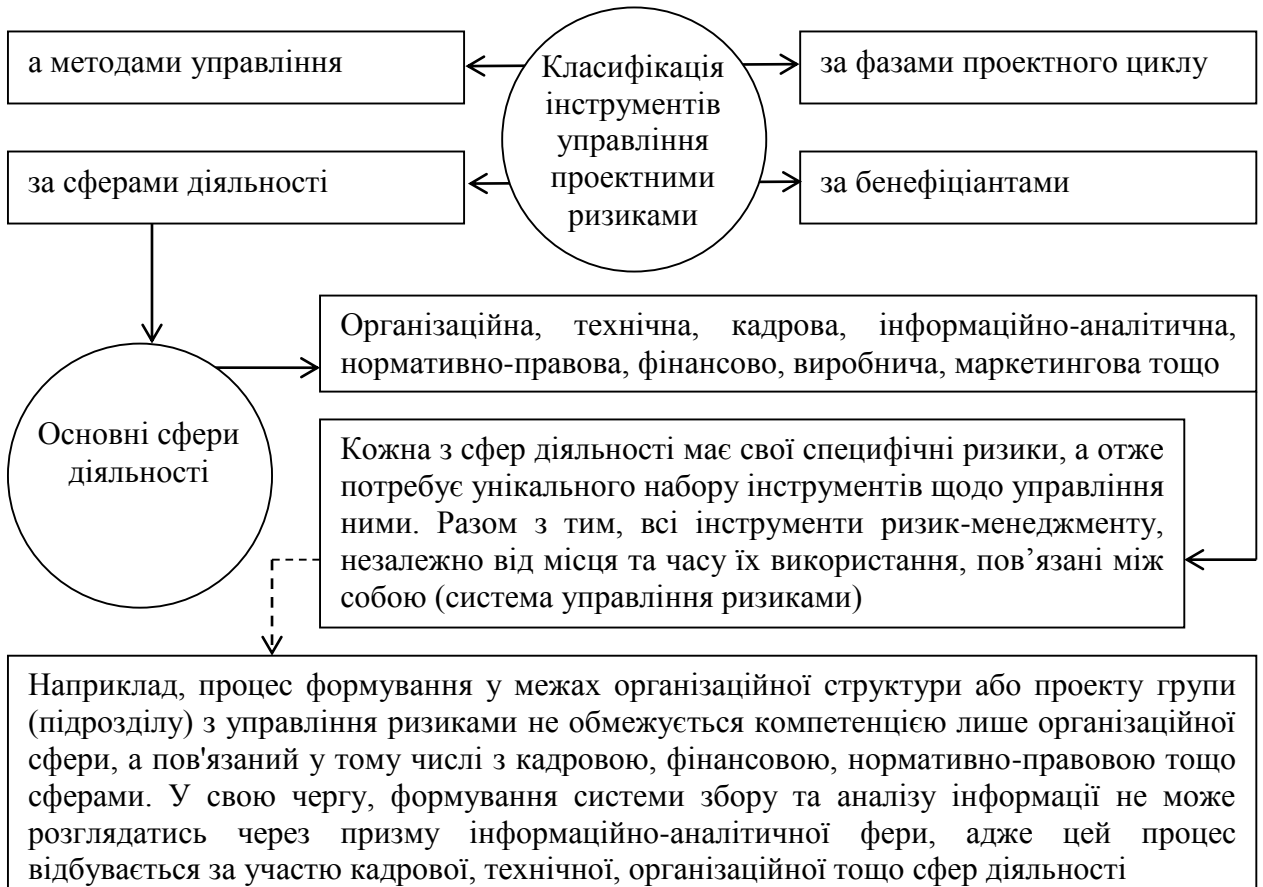 а методами управління
Класифікація
інструментів
управління
проектними
ризиками
за фазами проектного циклу
за сферами діяльності
за бенефіціантами
Організаційна, технічна, кадрова, інформаційно-аналітична,
нормативно-правова, фінансово, виробнича, маркетингова тощо
Основні сфери
діяльності
Кожна з сфер діяльності має свої специфічні ризики, а отже
потребує унікального набору інструментів щодо управління
ними. Разом з тим, всі інструменти ризик-менеджменту,
незалежно від місця та часу їх використання, пов’язані між
собою (система управління ризиками)
Наприклад, процес формування у межах організаційної структури або проекту групи
(підрозділу) з управління ризиками не обмежується компетенцією лише організаційної
сфери, а пов'язаний у тому числі з кадровою, фінансовою, нормативно-правовою тощо
сферами. У свою чергу, формування системи збору та аналізу інформації не може
розглядатись через призму інформаційно-аналітичної фери, адже цей процес
відбувається за участю кадрової, технічної, організаційної тощо сфер діяльності